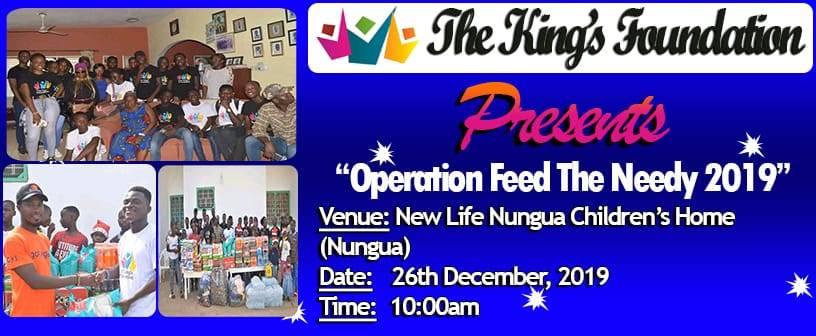 The King's Foundation
Presents
“Operation Feed The Needy 2019”
Venue: New Life Nungua Children's Home
(Nungua)
Date: 26th December, 2019
Time: 10:00am